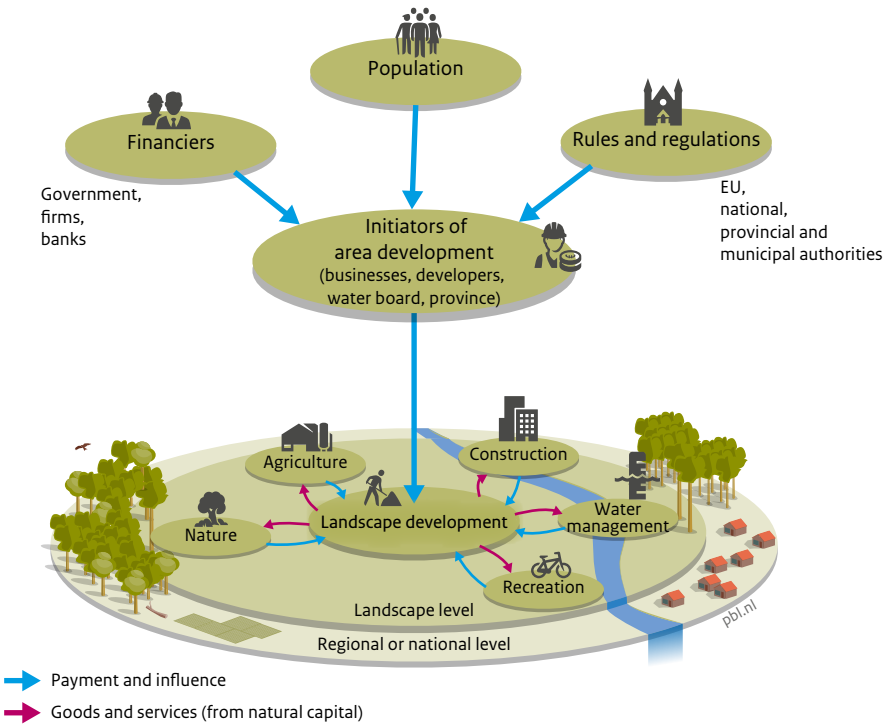 Population
Financiers
Rules and regulations
Government,
firms,
banks
EU,
national,
provincial and
municipal authorities
Initiators of
area development
(businesses, developers,
water board, province)
Agriculture
Construction
Nature
Landscape development
Water
management
Recreation
Landscape level
Regional or national level
pbl.nl
Payment and influence
Goods and services (from natural capital)